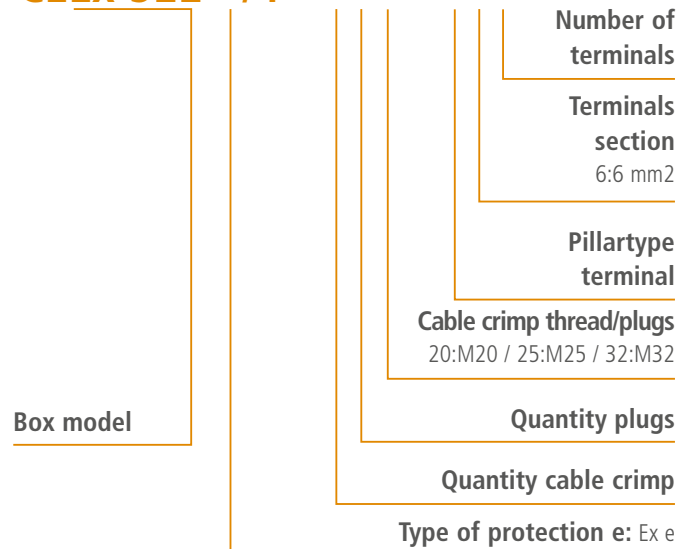 Number of
terminals
Terminals
section
6:6 mm2
Pillartype
terminal
Cable crimp thread/plugs
20:M20 / 25:M25 / 32:M32
Box model
Quantity plugs
Quantity cable crimp
Type of protection e: Ex e